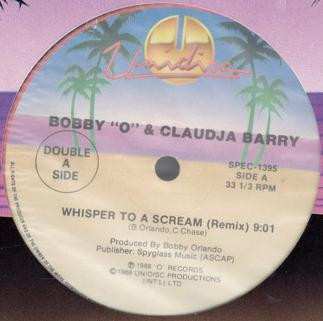 Unidisc
BOBBY "O" & CLAUDJA BARRY
DOUBLE
A
SIDE
SPEC-1395
SIDE A
33 1/3 RPM
WHISPER TO A SCREAM (Remix) 9:01
(B. Orlando, C Chase)
Produced By Bobby Orlando
Publisher: Spyglass Music (ASCAP)
℗ 1988 'O' RECORDS
© 1988 UNIDISC PRODUCTIONS
(INT'L) LTD